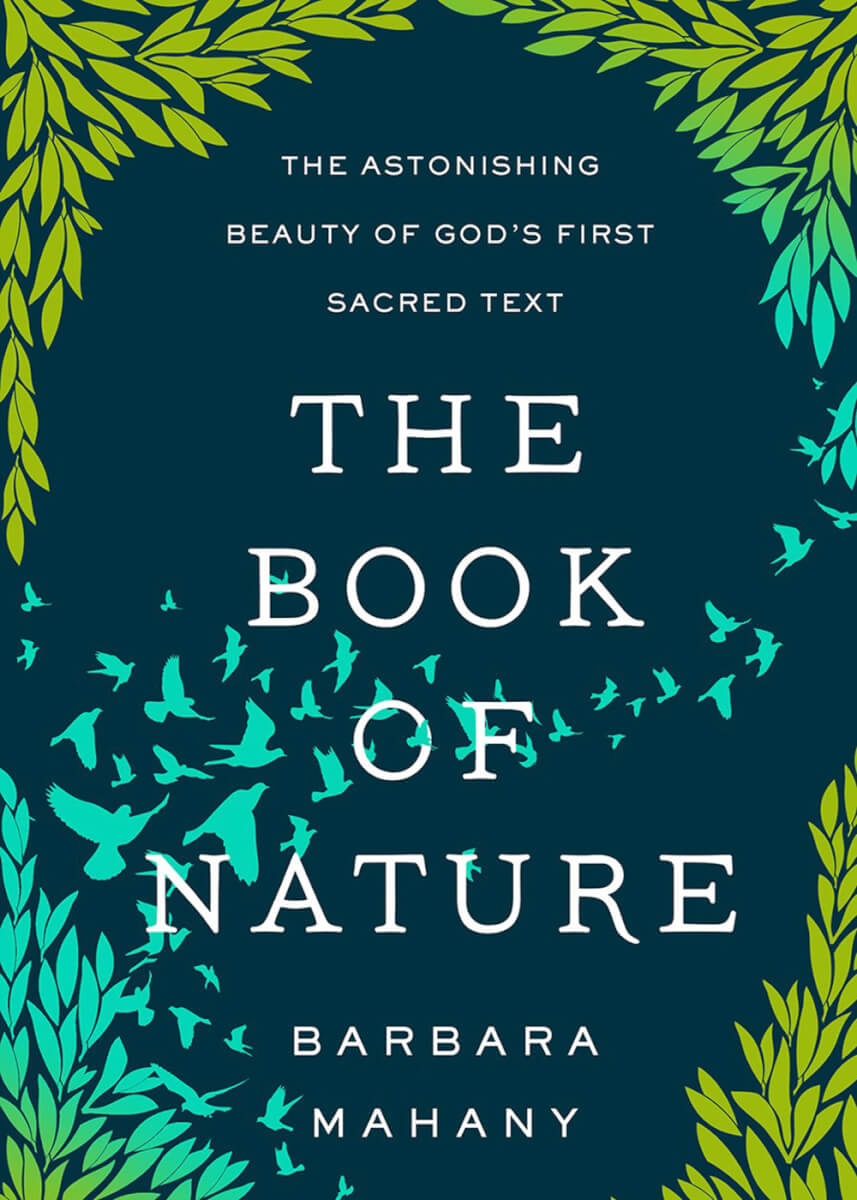 THE ASTONISHING
BEAUTY OF GOD’S FIRST
SACRED TEXT
THE
BOOK
OF
NATURE
BARBARA
MAHANY